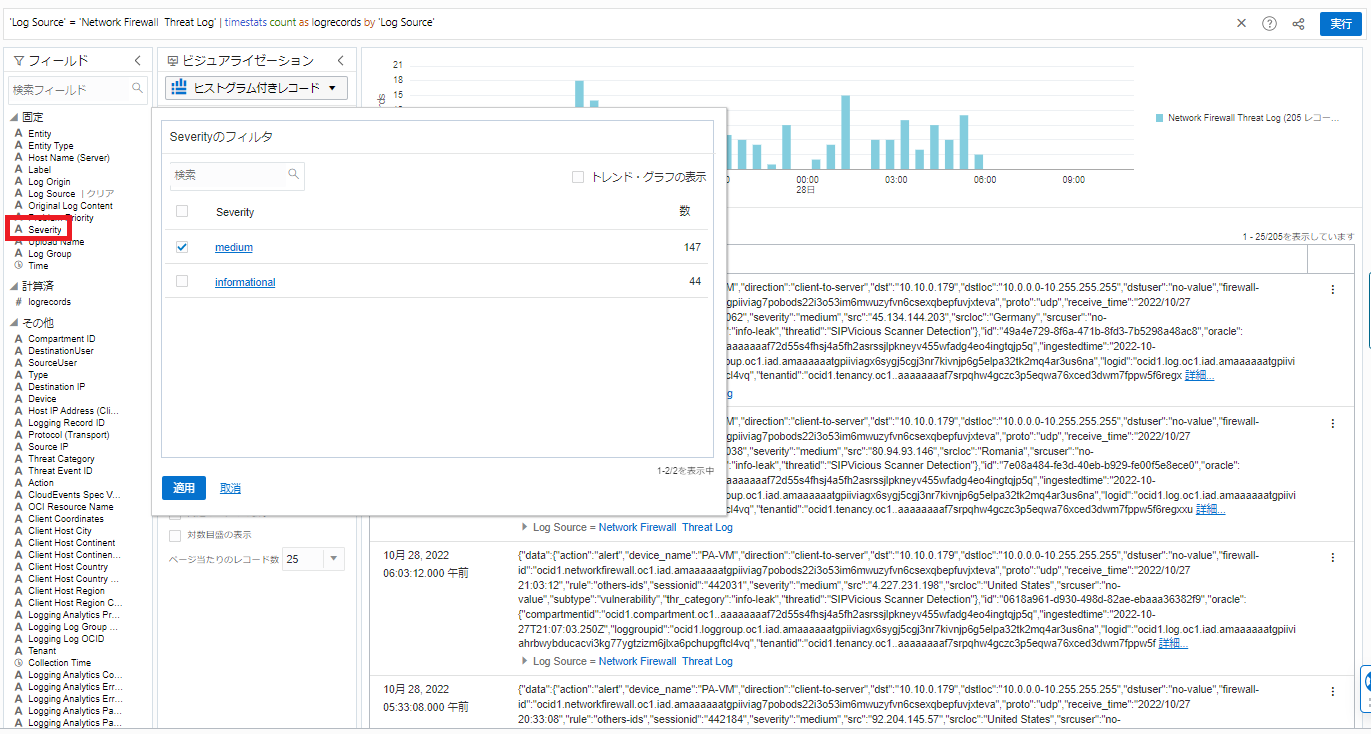 'Log Source' = 'Network Firewall Threat Log' | timestats count as logrecords by 'Log Source'
実行
フィールド
検索フィールド
固定
Entity
Entity Type
Host Name (Server)
Label
Log Origin
Log Source | クリア
Original Log Content
Problem Priority
Severity
Upload Name
Log Group
Time
計算済
logrecords
その他
Compartment ID
DestinationUser
SourceUser
Type
Destination IP
Device
Host IP Address (Cli...
Logging Record ID
Protocol (Transport)
Source IP
Threat Category
Threat Event ID
Action
CloudEvents Spec V...
OCI Resource Name
Client Coordinates
Client Host City
Client Host Continent
Client Host Continen...
Client Host Country
Client Host Country ...
Client Host Region
Client Host Region C...
Logging Analytics Pr...
Logging Log Group ...
Logging Log OCID
Tenant
Collection Time
Logging Analytics Co...
Logging Analytics Err...
Logging Analytics Err...
Logging Analytics Pa...
Logging Analytics Pa...
ビジュアライゼーション
ヒストグラム付きレコード
Severityのフィルタ
検索
トレンド・グラフの表示
Severity
数
medium
147
informational
44
1-2/2を表示中
適用
取消
対数目盛の表示
ページ当たりのレコード数 25
21
18
15
00:00
28日
03:00
06:00
09:00
Network Firewall Threat Log (205 レコー...
1 - 25/205を表示しています
"direction":"client-to-server","dst":"10.10.0.179","dstloc":"10.0.0.0-10.255.255.255","dstuser":"no-value","firewall-
gpiiviag7pobods22i3o53im6mwuzyfvn6csexqbepfuvjxteva","proto":"udp","receive_time":"2022/10/27
062","severity":"medium","src":"45.134.144.203","srcloc":"Germany","srcuser":"no-
"info-leak","threatid":"SIPVicious Scanner Detection"},"id":"49a4e729-8f6a-471b-8fd3-7b5298a48ac8","oracle":
aaaaaaaaf72d55s4fhsj4a5fh2asrssjlpkneyv455wfadg4eo4ingtqjp5q","ingestedtime":"2022-10-
up.oc1.iad.amaaaaaatgpiiviagx6sygj5cgj3nr7kivnjp6g5elpa32tk2mq4ar3us6na","logid":"ocid1.log.oc1.iad.amaaaaaatgpiivi
cl4vq","tenantid":"ocid1.tenancy.oc1..aaaaaaaaf7srpqhw4gczc3p5eqwa76xced3dwm7fppw5f6regx 詳細...
"direction":"client-to-server","dst":"10.10.0.179","dstloc":"10.0.0.0-10.255.255.255","dstuser":"no-value","firewall-
gpiiviag7pobods22i3o53im6mwuzyfvn6csexqbepfuvjxteva","proto":"udp","receive_time":"2022/10/27
038","severity":"medium","src":"80.94.93.146","srcloc":"Romania","srcuser":"no-
"info-leak","threatid":"SIPVicious Scanner Detection"},"id":"7e08a484-fe3d-40eb-b929-fe00f5e8ece0","oracle":
aaaaaaaaf72d55s4fhsj4a5fh2asrssjlpkneyv455wfadg4eo4ingtqjp5q","ingestedtime":"2022-10-
up.oc1.iad.amaaaaaatgpiiviagx6sygj5cgj3nr7kivnjp6g5elpa32tk2mq4ar3us6na","logid":"ocid1.log.oc1.iad.amaaaaaatgpiivi
cl4vq","tenantid":"ocid1.tenancy.oc1..aaaaaaaaf7srpqhw4gczc3p5eqwa76xced3dwm7fppw5f6regxxu 詳細...
Log Source = Network Firewall Threat Log
10月 28, 2022
06:03:12.000 午前
{"data":{"action":"alert","device_name":"PA-VM","direction":"client-to-server","dst":"10.10.0.179","dstloc":"10.0.0.0-10.255.255.255","dstuser":"no-value","firewall-
id":"ocid1.networkfirewall.oc1.iad.amaaaaaatgpiiviag7pobods22i3o53im6mwuzyfvn6csexqbepfuvjxteva","proto":"udp","receive_time":"2022/10/27
21:03:12","rule":"others-ids","sessionid":"442031","severity":"medium","src":"4.227.231.198","srcloc":"United States","srcuser":"no-
value","subtype":"vulnerability","thr_category":"info-leak","threatid":"SIPVicious Scanner Detection"},"id":"0618a961-d930-498d-82ae-ebaaa36382f9","oracle":
{"compartmentid":"ocid1.compartment.oc1..aaaaaaaaf72d55s4fhsj4a5fh2asrssjlpkneyv455wfadg4eo4ingtqjp5q","ingestedtime":"2022-10-
27T21:07:03.250Z","loggroupid":"ocid1.loggroup.oc1.iad.amaaaaaatgpiiviagx6sygj5cgj3nr7kivnjp6g5elpa32tk2mq4ar3us6na","logid":"ocid1.log.oc1.iad.amaaaaaatgpiivi
ahrbwybducacvi3kg77ygtzizm6jlxa6pchupgftcl4vq","tenantid":"ocid1.tenancy.oc1..aaaaaaaaf7srpqhw4gczc3p5eqwa76xced3dwm7fppw5f 詳細...
Log Source = Network Firewall Threat Log
10月 28, 2022
05:33:08.000 午前
{"data":{"action":"alert","device_name":"PA-VM","direction":"client-to-server","dst":"10.10.0.179","dstloc":"10.0.0.0-10.255.255.255","dstuser":"no-value","firewall-
id":"ocid1.networkfirewall.oc1.iad.amaaaaaatgpiiviag7pobods22i3o53im6mwuzyfvn6csexqbepfuvjxteva","proto":"udp","receive_time":"2022/10/27
20:33:08","rule":"others-ids","sessionid":"442184","severity":"medium","src":"92.204.145.57","srcloc":"United States","srcuser":"no-